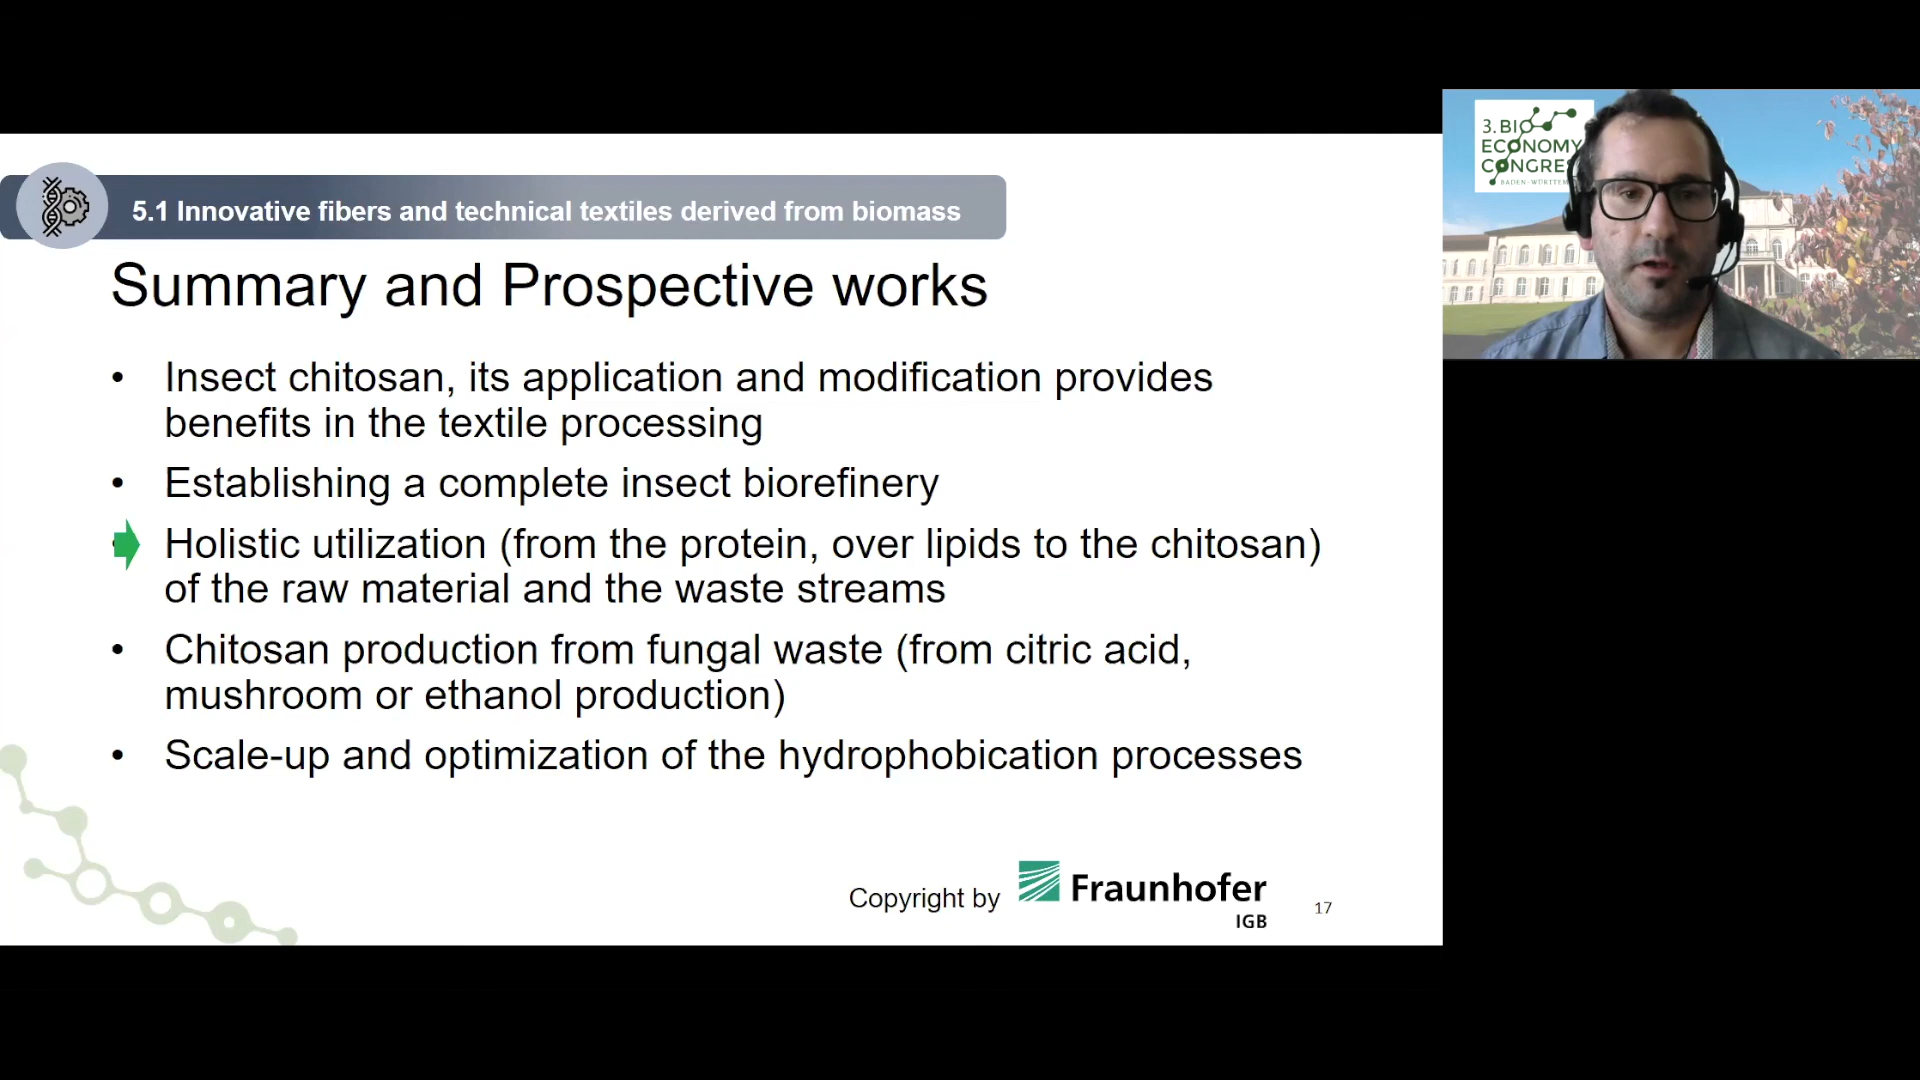 5.1 Innovative fibers and technical textiles derived from biomass
Summary and Prospective works
• Insect chitosan, its application and modification provides
benefits in the textile processing
• Establishing a complete insect biorefinery
Holistic utilization (from the protein, over lipids to the chitosan)
of the raw material and the waste streams
• Chitosan production from fungal waste (from citric acid,
mushroom or ethanol production)
• Scale-up and optimization of the hydrophobication processes
Copyright by
Fraunhofer
IGB
17
3. BIO
ECONOMY
CONGRES
BADEN-WÜRTTEM